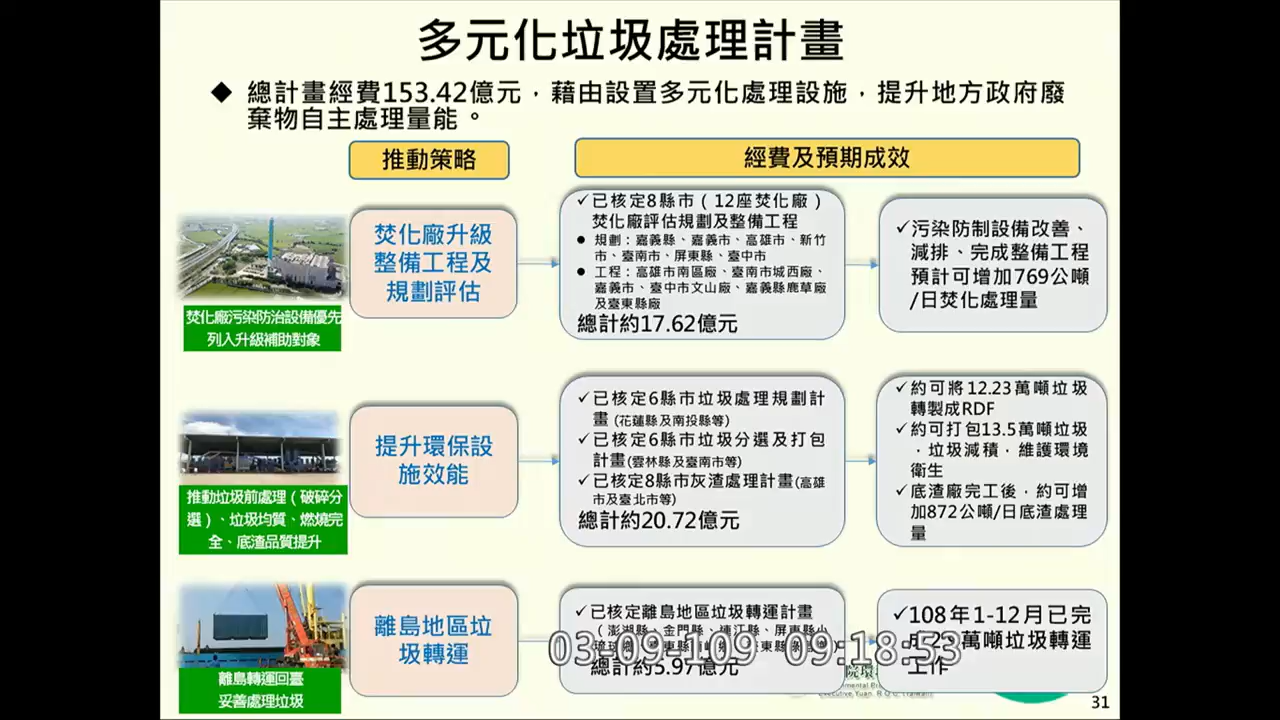 多元化垃圾處理計畫
◆ 總計畫經費153.42億元，藉由設置多元化處理設施，提升地方政府廢
棄物自主處理量能。
推動策略
經費及預期成效
焚化廠污染防治設備優先
列入升級補助對象
焚化廠升級
整備工程及
規劃評估
✓已核定8縣市（12座焚化廠）
焚化廠評估規劃及整備工程
● 規劃：嘉義縣、嘉義市、高雄市、新竹
市、臺南市、屏東縣、臺中市
● 工程：高雄市南區廠、臺南市城西廠、
嘉義市、臺中市文山廠、嘉義縣鹿草廠
及臺東縣廠
總計約17.62億元
✓污染防制設備改善、
減排、完成整備工程
預計可增加769公噸
/日焚化處理量
推動垃圾前處理（破碎分
選）、垃圾均質、燃燒完
全、底渣品質提升
提升環保設
施效能
✓已核定6縣市垃圾處理規劃計
畫(花蓮縣及南投縣等)
✓已核定6縣市垃圾分選及打包
計畫(雲林縣及臺南市等)
✓已核定8縣市灰渣處理計畫(高雄
市及臺北市等)
總計約20.72億元
✓約可將12.23萬噸垃圾
轉製成RDF
✓約可打包13.5萬噸垃圾
，垃圾減積，維護環境
衛生
✓底渣廠完工後，約可增
加872公噸/日底渣處理
量
離島轉運回臺
妥善處理垃圾
離島地區垃
圾轉運
✓已核定離島地區垃圾轉運計畫
（澎湖縣、金門縣、連江縣、屏東縣小
總計約3.97億元
✓108年1-12月已完
萬噸垃圾轉運
工作
03-09-109 09:18:53
Executive Yuan, R.O.C.(Taiwan)
31